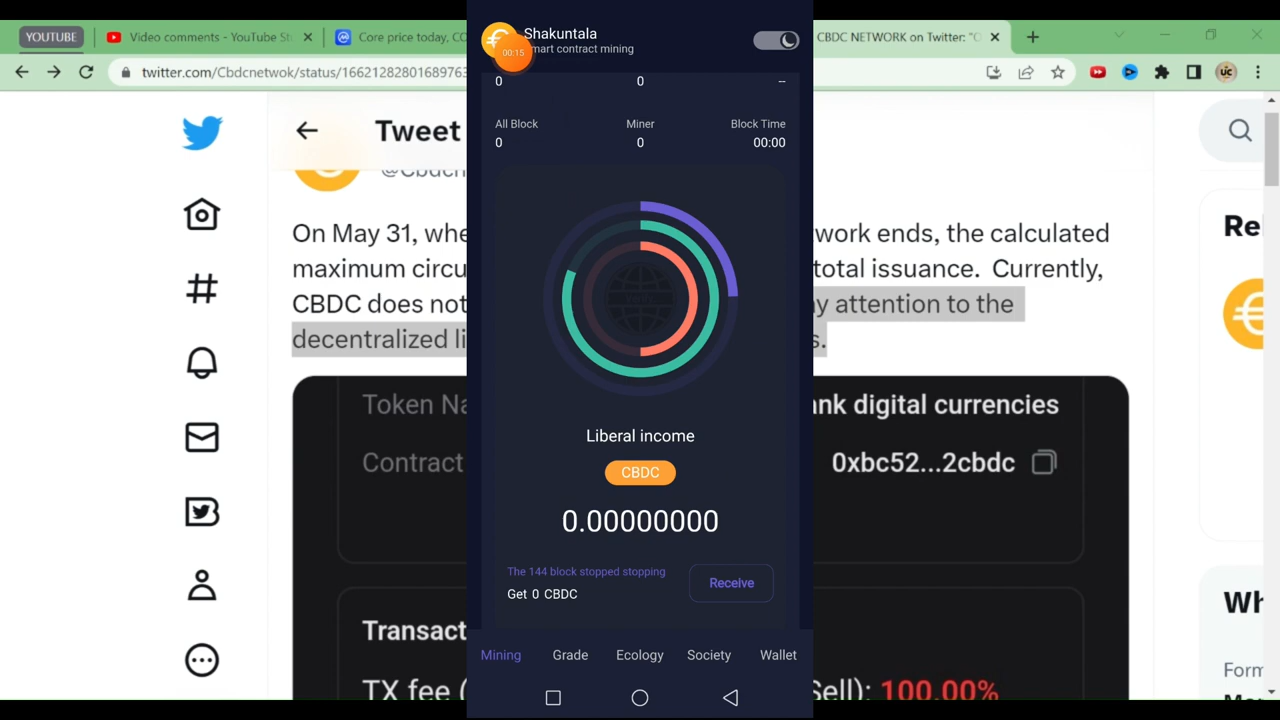 YOUTUBE
Video comments - YouTube St
Core price today, CO
CBDC NETWORK on Twitter: "O
twitter.com/Cbdcnetwok/status/16621282801689763
UC
Shakuntala
mart contract mining
00:15
0 0 --
All Block Miner Block Time
0 0 00:00
Liberal income
CBDC
0.00000000
The 144 block stopped stopping
Get 0 CBDC
Receive
Mining Grade Ecology Society Wallet
Tweet
On May 31, whe
work ends, the calculated
maximum circu
total issuance. Currently,
CBDC does not
y attention to the
decentralized li
s.
Token Na
ank digital currencies
Contract
0xbc52...2cbdc
Transact
TX fee (
Sell): 100.00%
Re
Wh
Form